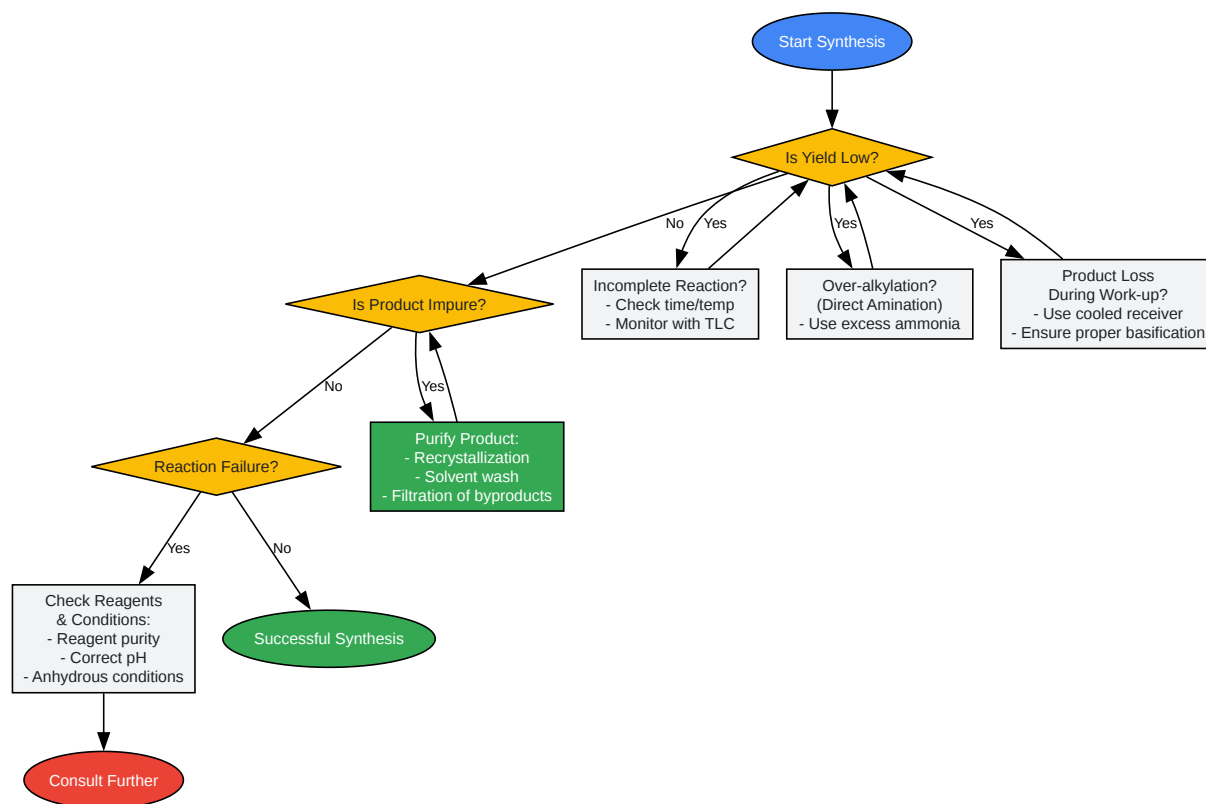 Start Synthesis
Is Yield Low?
No
Yes
Yes
Yes
Incomplete Reaction?
- Check time/temp
- Monitor with TLC
Over-alkylation?
(Direct Amination)
- Use excess ammonia
Product Loss
During Work-up?
- Use cooled receiver
- Ensure proper basification
Is Product Impure?
No
Yes
Purify Product:
- Recrystallization
- Solvent wash
- Filtration of byproducts
Reaction Failure?
Yes
No
Check Reagents
& Conditions:
- Reagent purity
- Correct pH
- Anhydrous conditions
Successful Synthesis
Consult Further